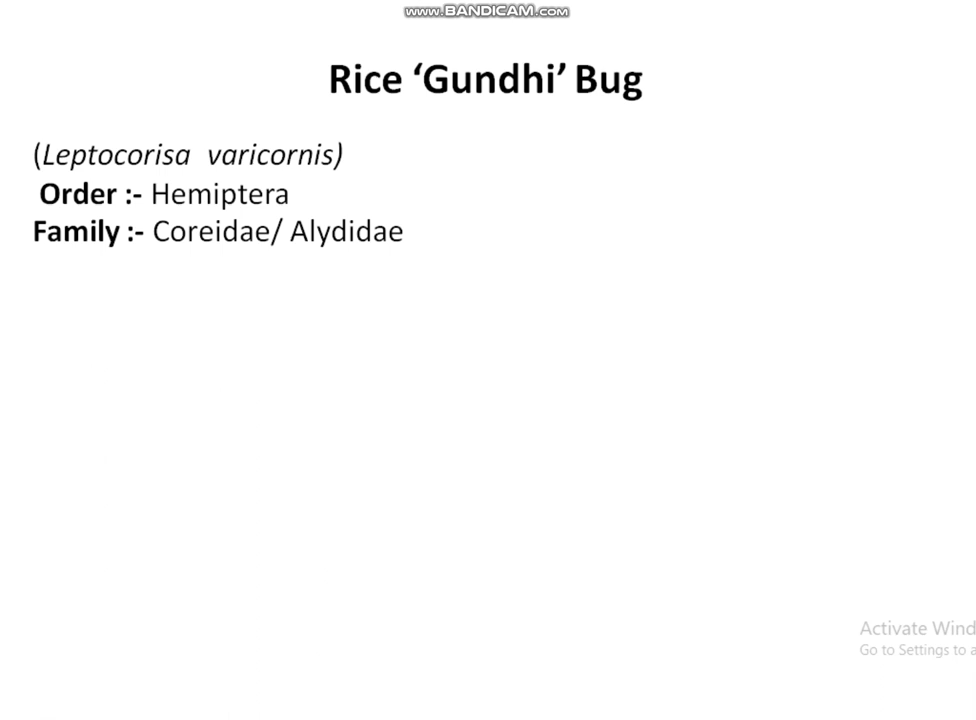 www.BANDICAM.com
Rice ‘Gundhi’ Bug
(Leptocorisa varicornis)
Order :- Hemiptera
Family :- Coreidae/ Alydidae
Activate Wind
Go to Settings to a